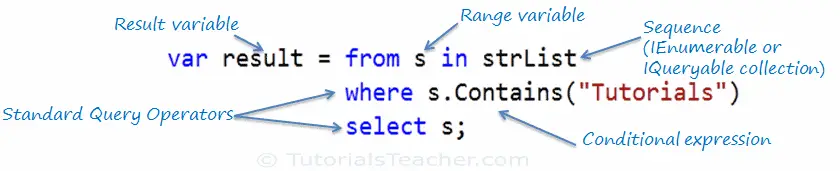 Result variable
Range variable
Sequence
(IEnumerable or
IQueryable collection)
var result = from s in strList
where s.Contains("Tutorials")
Standard Query Operators
select s;
Conditional expression
© TutorialsTeacher.com